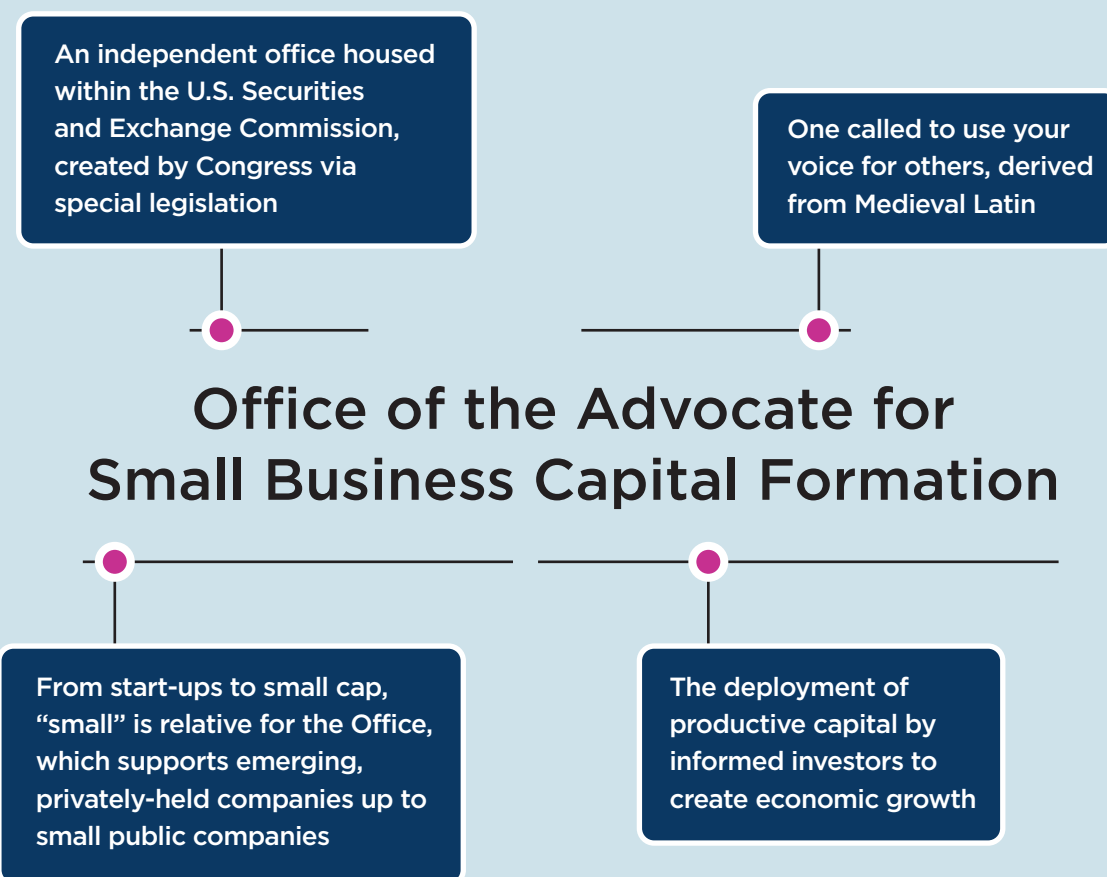 An independent office housed
within the U.S. Securities
and Exchange Commission,
created by Congress via
special legislation
One called to use your
voice for others, derived
from Medieval Latin
Office of the Advocate for
Small Business Capital Formation
From start-ups to small cap,
“small” is relative for the Office,
which supports emerging,
privately-held companies up to
small public companies
The deployment of
productive capital by
informed investors to
create economic growth